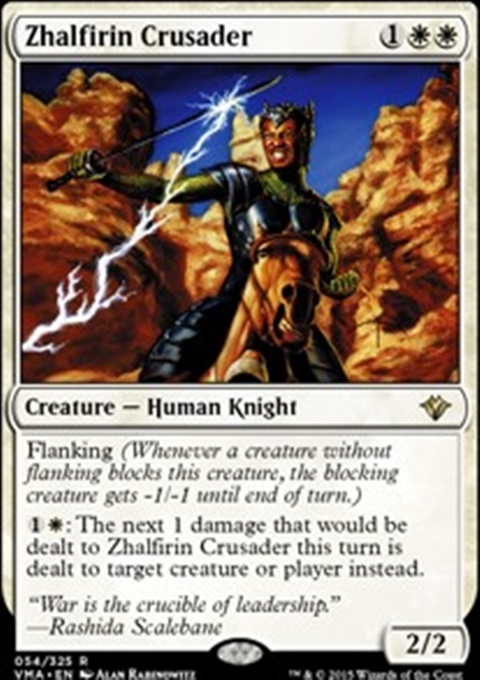 Zhalfirin Crusader 1
Creature — Human Knight
Flanking (Whenever a creature without
flanking blocks this creature, the blocking
creature gets -1/-1 until end of turn.)
1 : The next 1 damage that would be
dealt to Zhalfirin Crusader this turn is
dealt to target creature or player instead.
“War is the crucible of leadership.”
—Rashida Scalebane
2/2
054/325 R
VMA • EN Alan Rabinowitz
™ & © 2015 Wizards of the Coast